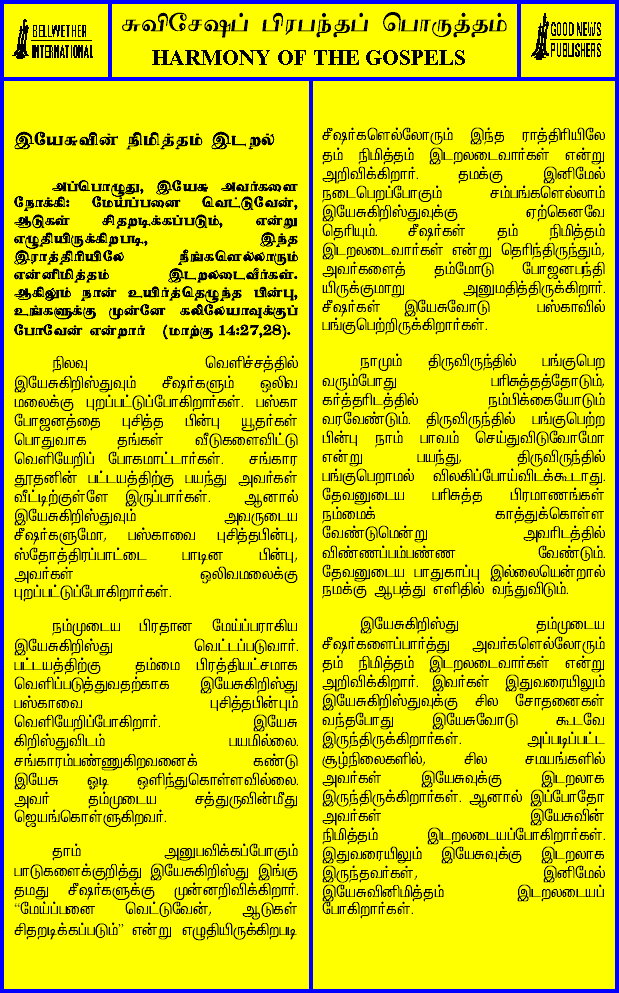 BELLWETHER
INTERNATIONAL
சுவிசேஷப் பிரபந்தப் பொருத்தம்
HARMONY OF THE GOSPELS
GOOD NEWS
PUBLISHERS
இயேசுவின் நிமித்தம் இடறல்
அப்பொழுது, இயேசு அவர்களை
நோக்கி: மேய்ப்பனை வெட்டுவேன்,
ஆடுகள் சிதறடிக்கப்படும், என்று
எழுதியிருக்கிறபடி, இந்த
இராத்திரியிலே நீங்களெல்லாரும்
என்னிமித்தம் இடறலடைவீர்கள்.
ஆகிலும் நான் உயிர்த்தெழுந்த பின்பு,
உங்களுக்கு முன்னே கலிலேயாவுக்குப்
போவேன் என்றார் (மாற்கு 14:27,28).
நிலவு வெளிச்சத்தில்
இயேசுகிறிஸ்துவும் சீஷர்களும் ஒலிவ
மலைக்கு புறப்பட்டுப்போகிறார்கள். பஸ்கா
போஜனத்தை புசித்த பின்பு யூதர்கள்
பொதுவாக தங்கள் வீடுகளைவிட்டு
வெளியேறிப் போகமாட்டார்கள். சங்கார
தூதனின் பட்டயத்திற்கு பயந்து அவர்கள்
வீட்டிற்குள்ளே இருப்பார்கள். ஆனால்
இயேசுகிறிஸ்துவும் அவருடைய
சீஷர்களுமோ, பஸ்காவை புசித்தபின்பு,
ஸ்தோத்திரப்பாட்டை பாடின பின்பு,
அவர்கள் ஒலிவமலைக்கு
புறப்பட்டுப்போகிறார்கள்.
நம்முடைய பிரதான மேய்ப்பராகிய
இயேசுகிறிஸ்து வெட்டப்படுவார்.
பட்டயத்திற்கு தம்மை பிரத்தியட்சமாக
வெளிப்படுத்துவதற்காக இயேசுகிறிஸ்து
பஸ்காவை புசித்தபின்பும்
வெளியேறிப்போகிறார். இயேசு
கிறிஸ்துவிடம் பயமில்லை.
சங்காரம்பண்ணுகிறவனைக் கண்டு
இயேசு ஓடி ஒளிந்துகொள்ளவில்லை.
அவர் தம்முடைய சத்துருவின்மீது
ஜெயங்கொள்ளுகிறவர்.
தாம் அனுபவிக்கப்போகும்
பாடுகளைக்குறித்து இயேசுகிறிஸ்து இங்கு
தமது சீஷர்களுக்கு முன்னறிவிக்கிறார்.
“மேய்ப்பனை வெட்டுவேன், ஆடுகள்
சிதறடிக்கப்படும்” என்று எழுதியிருக்கிறபடி
சீஷர்களெல்லோரும் இந்த ராத்திரியிலே
தம் நிமித்தம் இடறலடைவார்கள் என்று
அறிவிக்கிறார். தமக்கு இனிமேல்
நடைபெறப்போகும் சம்பங்களெல்லாம்
இயேசுகிறிஸ்துவுக்கு ஏற்கெனவே
தெரியும். சீஷர்கள் தம் நிமித்தம்
இடறலடைவார்கள் என்று தெரிந்திருந்தும்,
அவர்களைத் தம்மோடு போஜனபந்தி
யிருக்குமாறு அனுமதித்திருக்கிறார்.
சீஷர்கள் இயேசுவோடு பஸ்காவில்
பங்குபெற்றிருக்கிறார்கள்.
நாமும் திருவிருந்தில் பங்குபெற
வரும்போது பரிசுத்தத்தோடும்,
கர்த்தரிடத்தில் நம்பிக்கையோடும்
வரவேண்டும். திருவிருந்தில் பங்குபெற்ற
பின்பு நாம் பாவம் செய்துவிடுவோமோ
என்று பயந்து, திருவிருந்தில்
பங்குபெறாமல் விலகிப்போய்விடக்கூடாது.
தேவனுடைய பரிசுத்த பிரமாணங்கள்
நம்மைக் காத்துக்கொள்ள
வேண்டுமென்று அவரிடத்தில்
விண்ணப்பம்பண்ண வேண்டும்.
தேவனுடைய பாதுகாப்பு இல்லையென்றால்
நமக்கு ஆபத்து எளிதில் வந்துவிடும்.
இயேசுகிறிஸ்து தம்முடைய
சீஷர்களைப்பார்த்து அவர்களெல்லோரும்
தம் நிமித்தம் இடறலடைவார்கள் என்று
அறிவிக்கிறார். இவர்கள் இதுவரையிலும்
இயேசுகிறிஸ்துவுக்கு சில சோதனைகள்
வந்தபோது இயேசுவோடு கூடவே
இருந்திருக்கிறார்கள். அப்படிப்பட்ட
சூழ்நிலைகளில், சில சமயங்களில்
அவர்கள் இயேசுவுக்கு இடறலாக
இருந்திருக்கிறார்கள். ஆனால் இப்போதோ
அவர்கள் இயேசுவின்
நிமித்தம் இடறலடையப்போகிறார்கள்.
இதுவரையிலும் இயேசுவுக்கு இடறலாக
இருந்தவர்கள், இனிமேல்
இயேசுவினிமித்தம் இடறலடையப்
போகிறார்கள்.